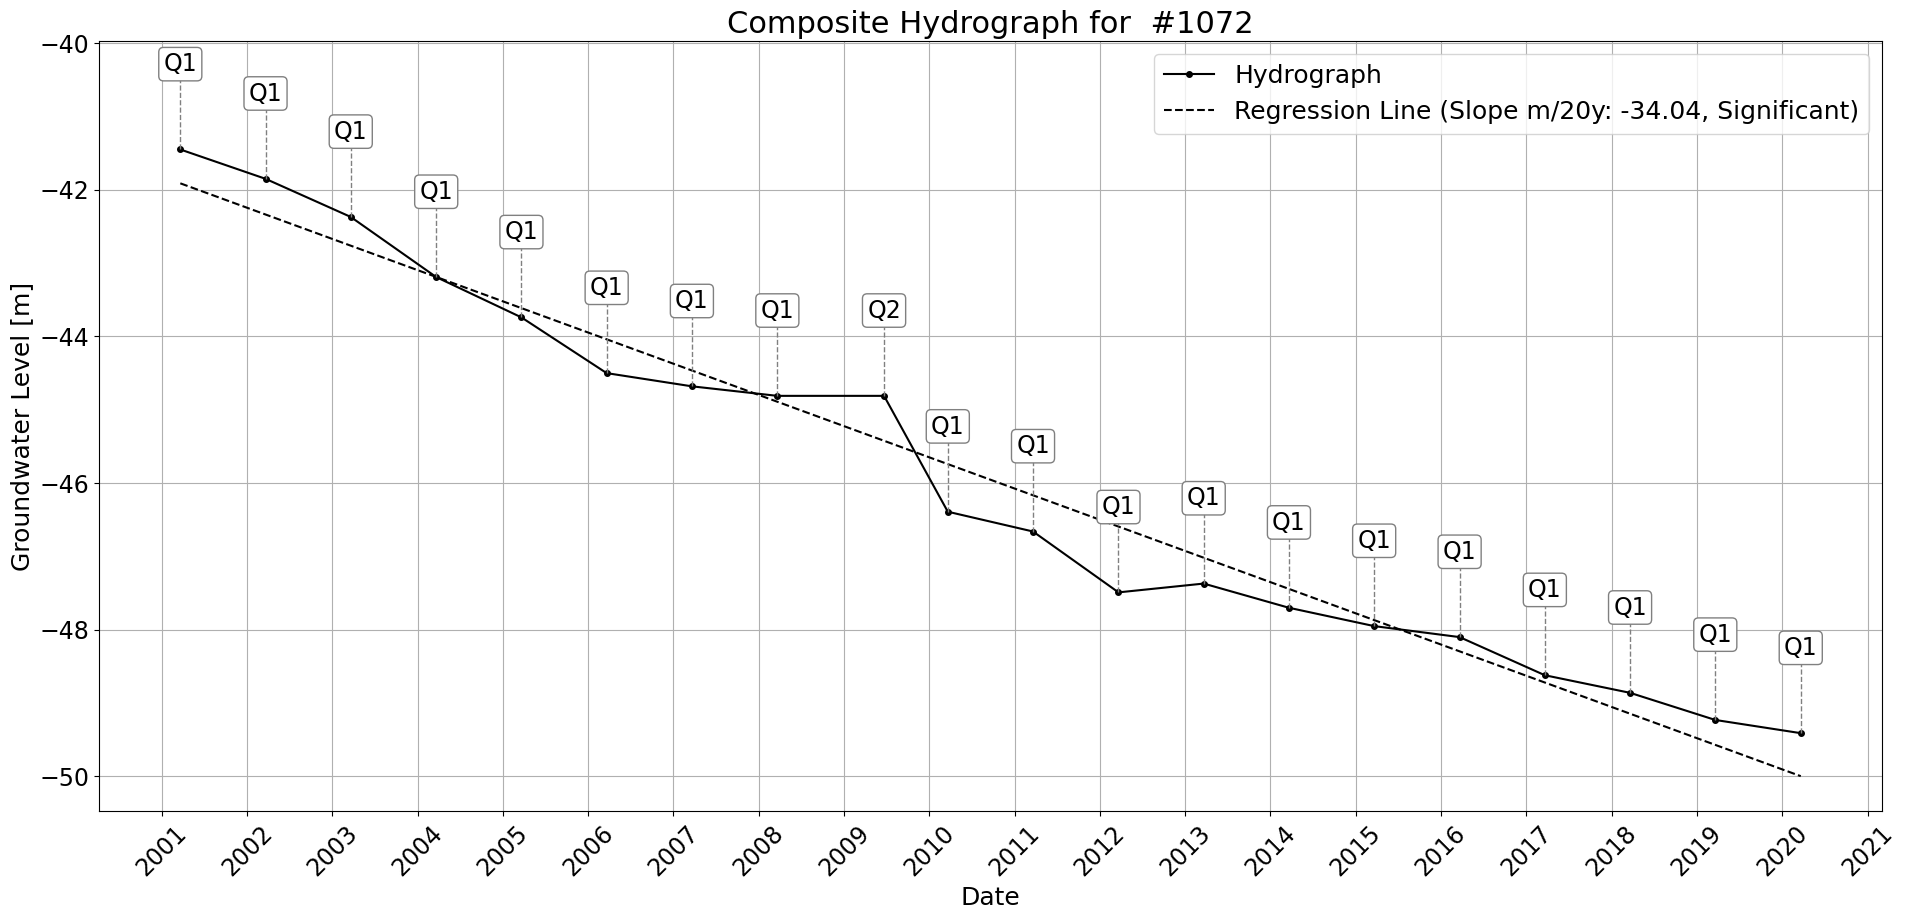 Composite Hydrograph for  #1072
Hydrograph
Regression Line (Slope m/20y: -34.04, Significant)
Groundwater Level [m]
−40
−42
−44
−46
−48
−50
Q1
Q1
Q1
Q1
Q1
Q1
Q1
Q1
Q2
Q1
Q1
Q1
Q1
Q1
Q1
Q1
Q1
Q1
Q1
Q1
2001
2002
2003
2004
2005
2006
2007
2008
2009
2010
2011
2012
2013
2014
2015
2016
2017
2018
2019
2020
2021
Date